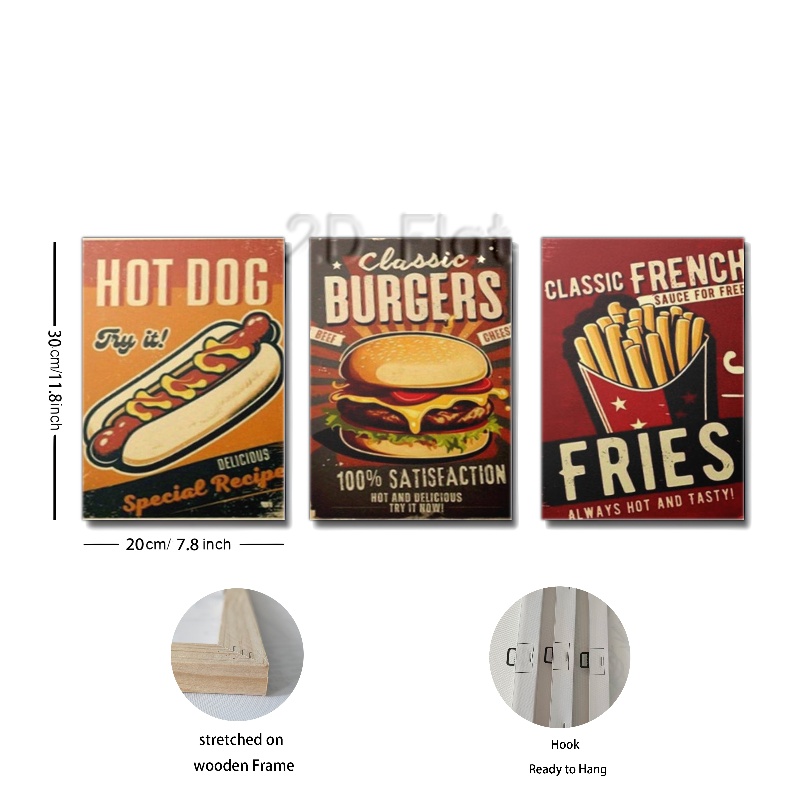 2D Flat
HOT DOG
Try it!
DELICIOUS
Special Recipe
Classic
BURGERS
BEEF
CHEES
100% SATISFACTION
HOT AND DELICIOUS
TRY IT NOW!
CLASSIC FRENCH
SAUCE FOR FREE
FRIES
ALWAYS HOT AND TASTY!
30cm/11.8inch
20cm/ 7.8 inch
stretched on
wooden Frame
Hook
Ready to Hang